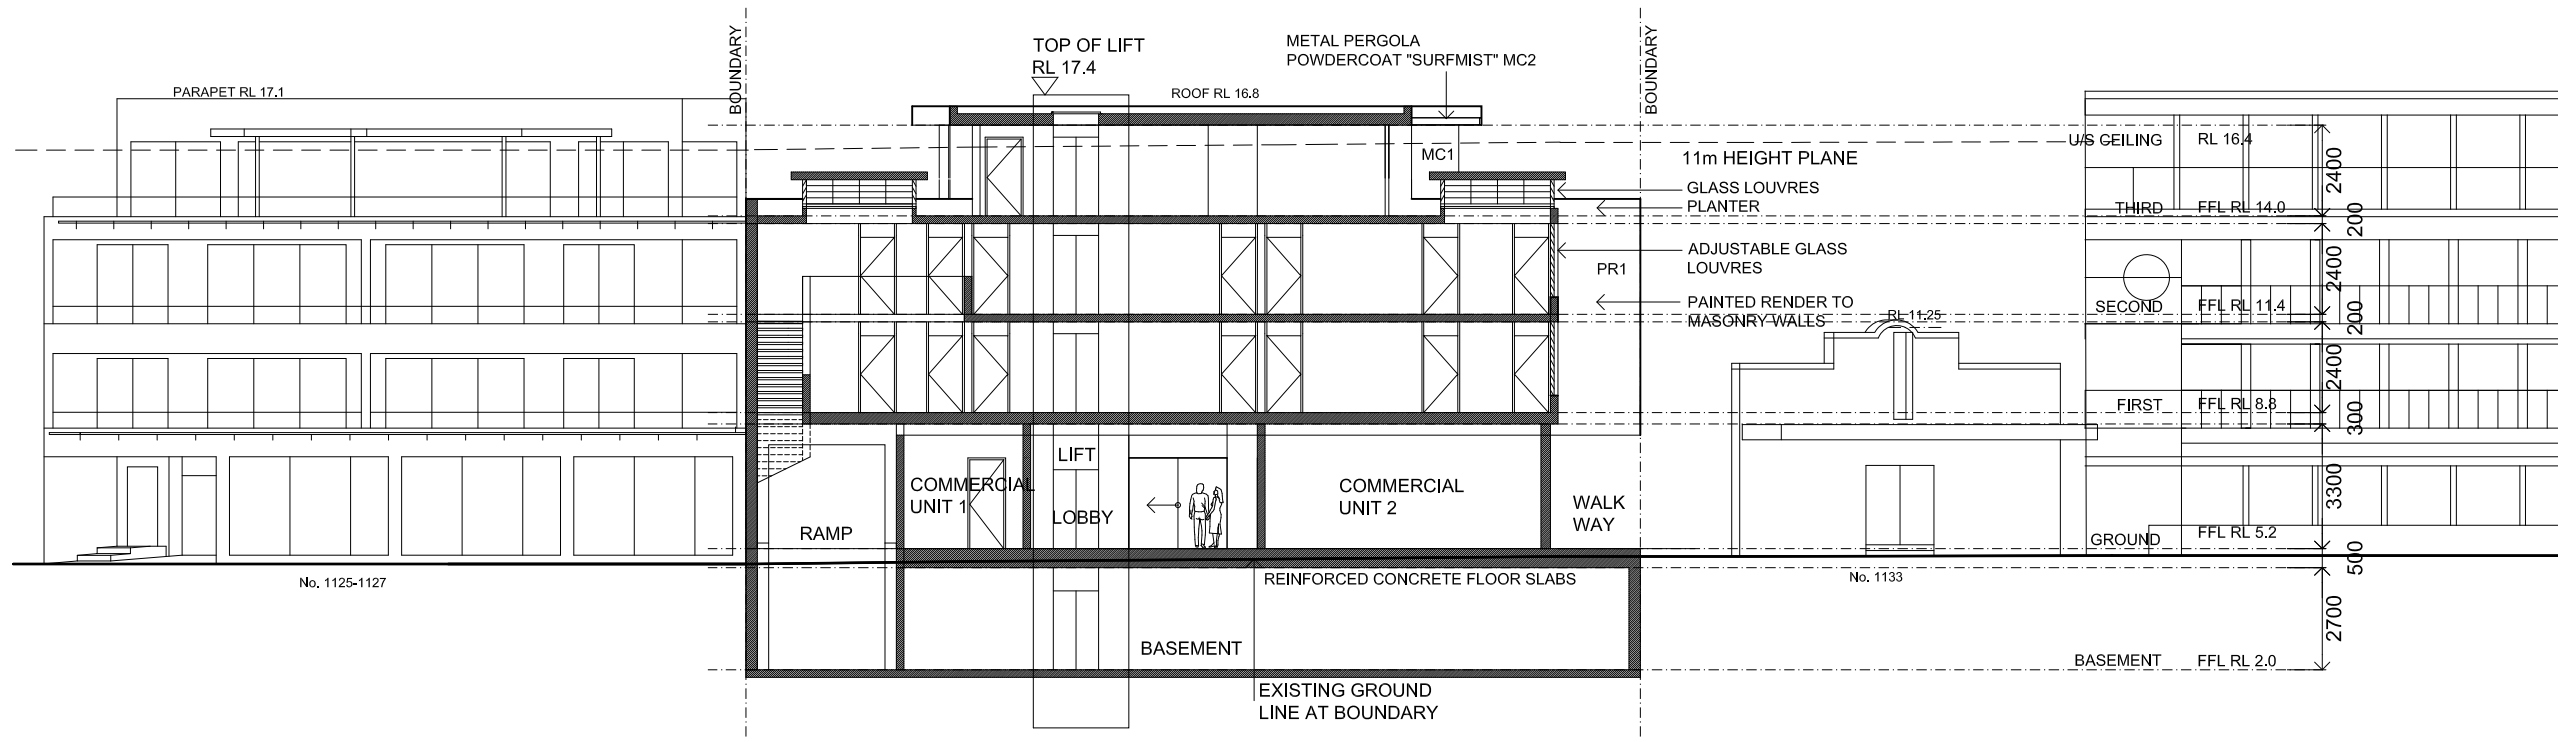 BOUNDARY
TOP OF LIFT
RL 17.4
METAL PERGOLA
POWDERCOAT "SURFMIST" MC2
BOUNDARY
PARAPET RL 17.1
ROOF RL 16.8
U/S CEILING RL 16.4
MC1
11m HEIGHT PLANE
2400
GLASS LOUVRES
PLANTER
THIRD FFL RL 14.0
200
ADJUSTABLE GLASS
LOUVRES
PR1
2400
PAINTED RENDER TO
MASONRY WALLS
SECOND FFL RL 11.4
RL 11.25
200
2400
FIRST FFL RL 8.8
300
LIFT
COMMERCIAL
UNIT 1
COMMERCIAL
UNIT 2
3300
WALK
WAY
LOBBY
RAMP
GROUND FFL RL 5.2
500
No. 1125-1127
REINFORCED CONCRETE FLOOR SLABS
No. 1133
2700
BASEMENT
BASEMENT FFL RL 2.0
EXISTING GROUND
LINE AT BOUNDARY